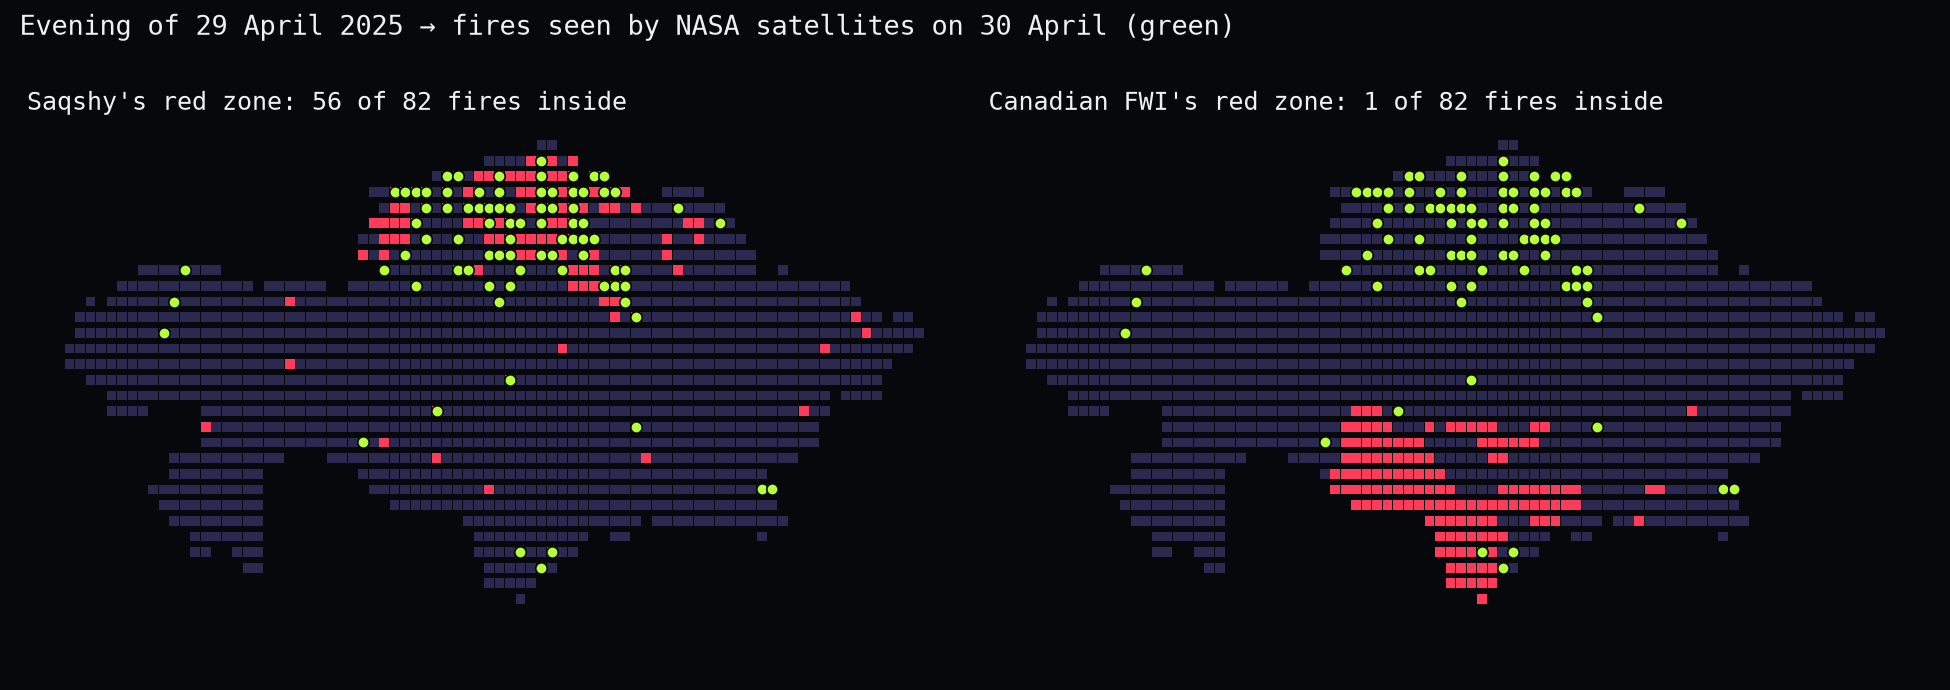 Evening of 29 April 2025 → fires seen by NASA satellites on 30 April (green)
Saqshy's red zone: 56 of 82 fires inside
Canadian FWI's red zone: 1 of 82 fires inside